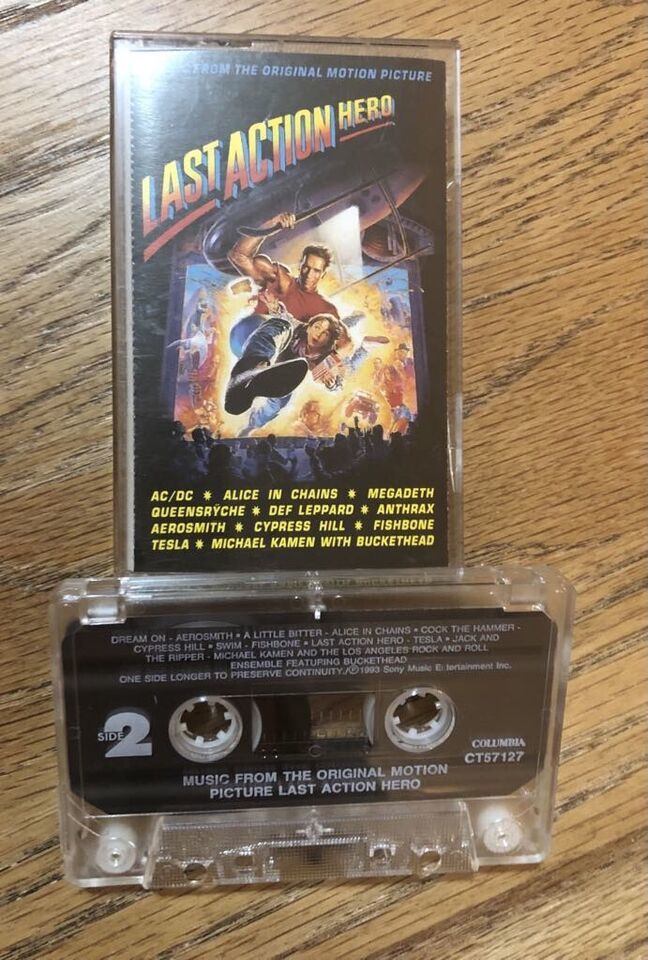 FROM THE ORIGINAL MOTION PICTURE
LAST ACTION HERO
AC/DC * ALICE IN CHAINS * MEGADETH
QUEENSRŸCHE * DEF LEPPARD * ANTHRAX
AEROSMITH * CYPRESS HILL * FISHBONE
TESLA * MICHAEL KAMEN WITH BUCKETHEAD
DREAM ON - AEROSMITH • A LITTLE BITTER - ALICE IN CHAINS • COCK THE HAMMER -
CYPRESS HILL • SWIM - FISHBONE • LAST ACTION HERO - TESLA • JACK AND
THE RIPPER - MICHAEL KAMEN AND THE LOS ANGELES ROCK AND ROLL
ENSEMBLE FEATURING BUCKETHEAD
ONE SIDE LONGER TO PRESERVE CONTINUITY./℗1993 Sony Music Entertainment Inc.
SIDE 2
COLUMBIA
CT57127
MUSIC FROM THE ORIGINAL MOTION
PICTURE LAST ACTION HERO